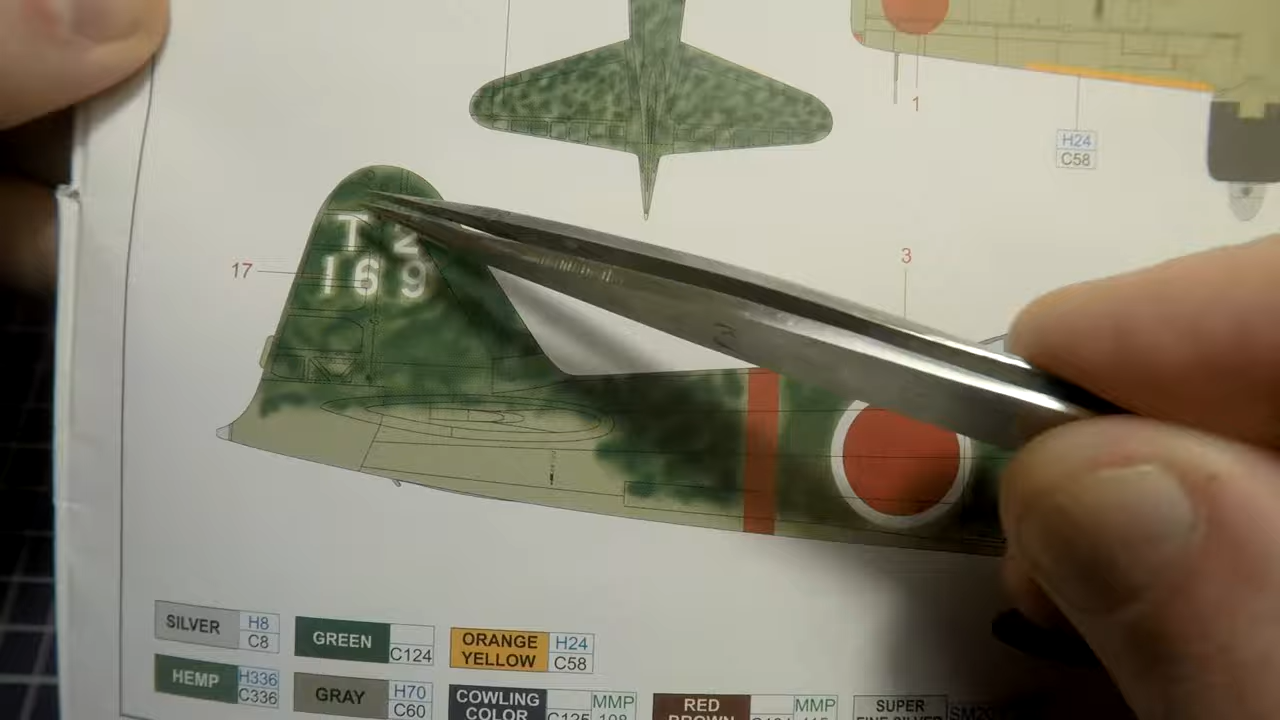 1
H24
C58
3
T 2
17
169
SILVER H8 C8
GREEN C124
ORANGE YELLOW H24 C58
HEMP H336 C336
GRAY H70 C60
COWLING COLOR MMP
RED MMP
SUPER